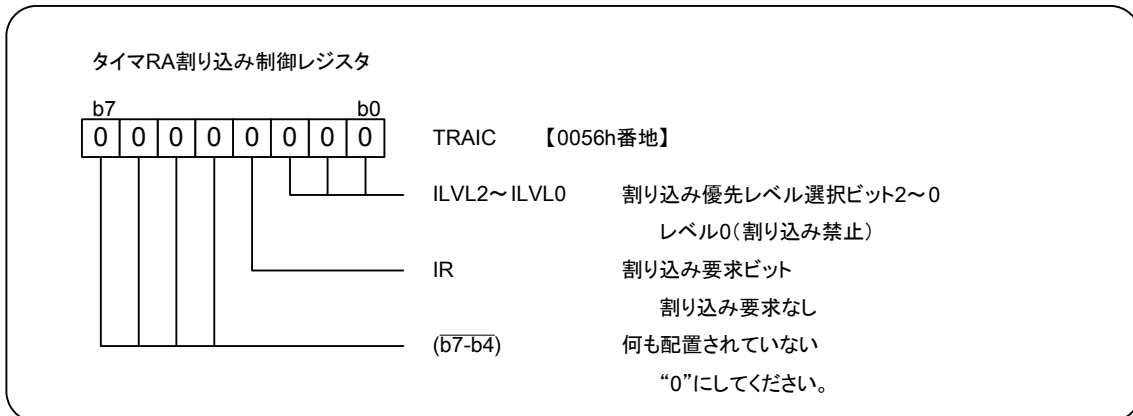 タイマRA割り込み制御レジスタ
b7 b0
0 0 0 0 0 0 0 0 TRAIC 【0056h番地】
ILVL2～ILVL0 割り込み優先レベル選択ビット2～0
レベル0（割り込み禁止）
IR 割り込み要求ビット
割り込み要求なし
(b7-b4) 何も配置されていない
“0”にしてください。